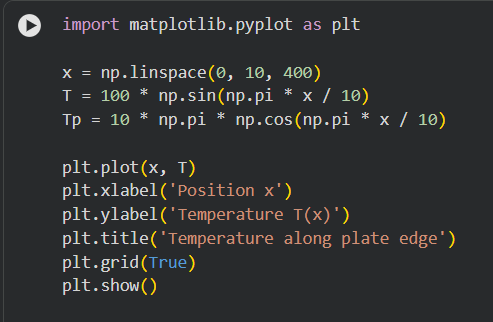 import matplotlib.pyplot as plt
x = np.linspace(0, 10, 400)
T = 100 * np.sin(np.pi * x / 10)
Tp = 10 * np.pi * np.cos(np.pi * x / 10)
plt.plot(x, T)
plt.xlabel('Position x')
plt.ylabel('Temperature T(x)')
plt.title('Temperature along plate edge')
plt.grid(True)
plt.show()